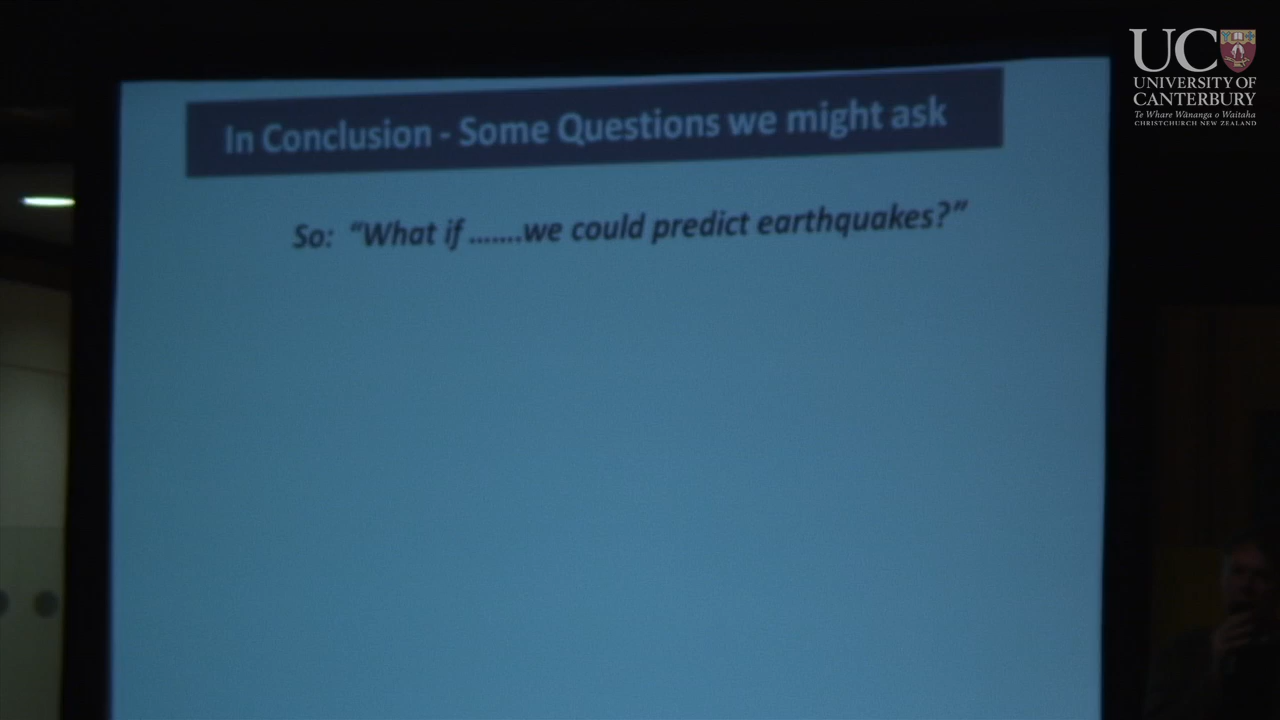 In Conclusion - Some Questions we might ask
So: “What if .......we could predict earthquakes?”
UC
UNIVERSITY OF
CANTERBURY
Te Whare Wānanga o Waitaha
CHRISTCHURCH NEW ZEALAND